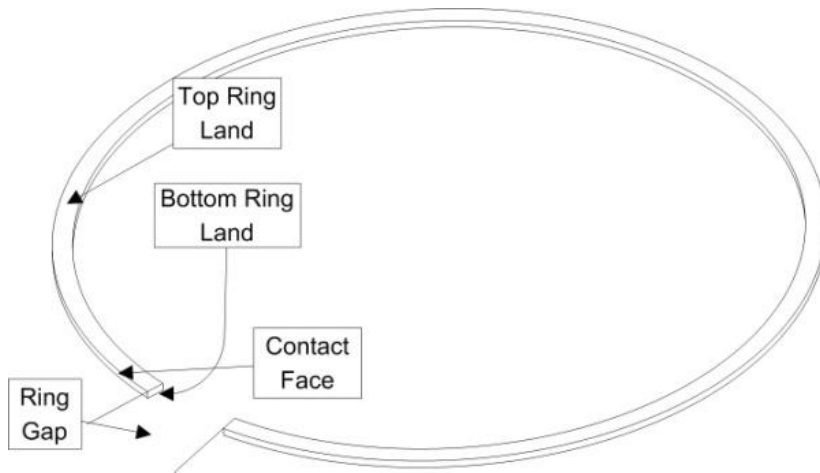 Top Ring
Land
Bottom Ring
Land
Contact
Face
Ring
Gap